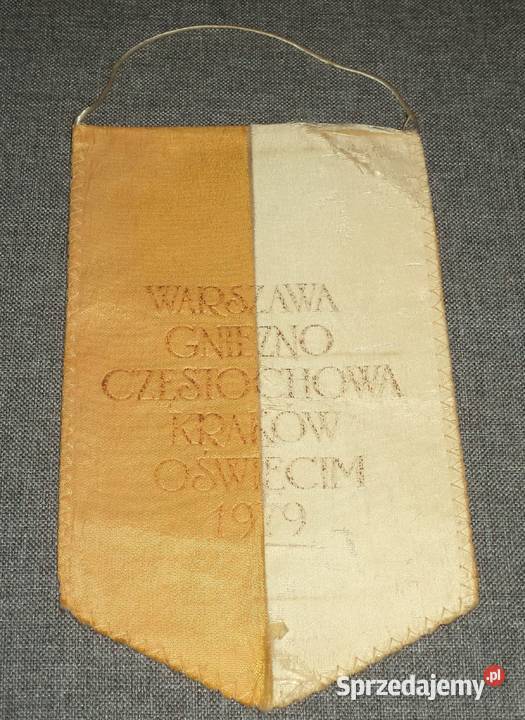 WARSZAWA
GNIEZNO
CZĘSTOCHOWA
KRAKÓW
OŚWIĘCIM
1979
Sprzedajemy.pl